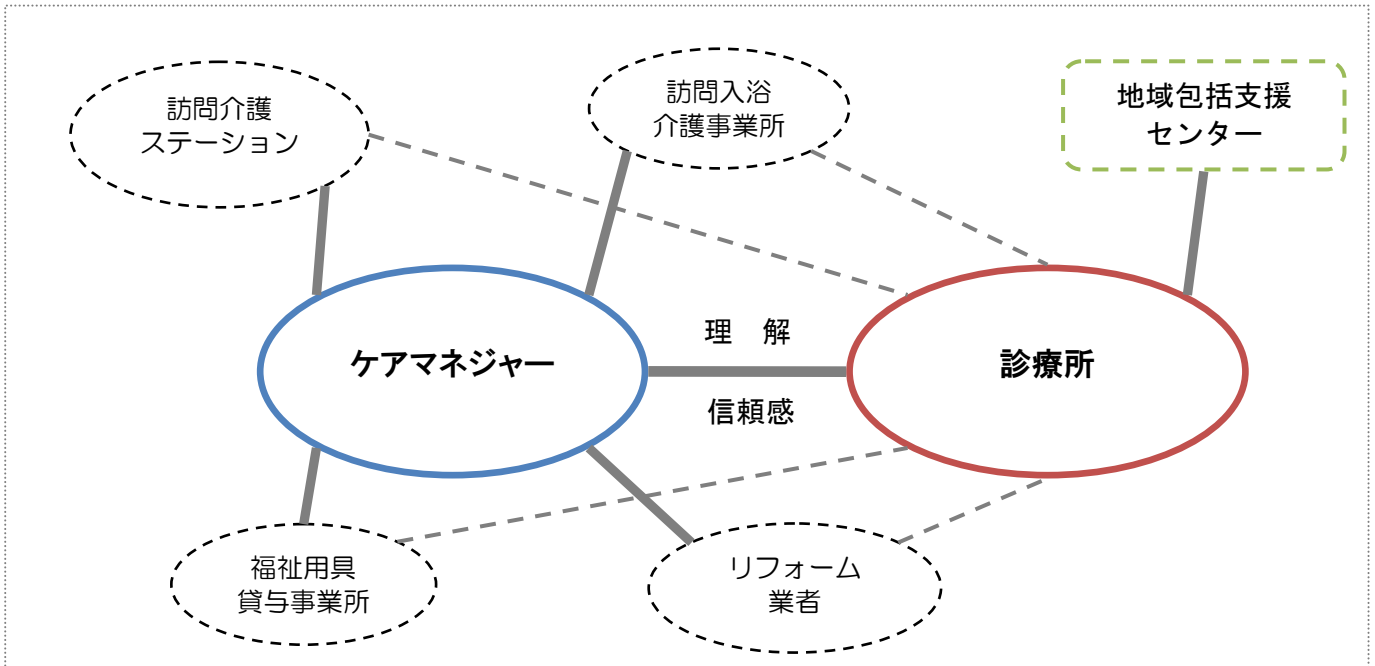 訪問介護
ステーション
訪問入浴
介護事業所
地域包括支援
センター
理　解
ケアマネジャー
診療所
信頼感
福祉用具
貸与事業所
リフォーム
業者